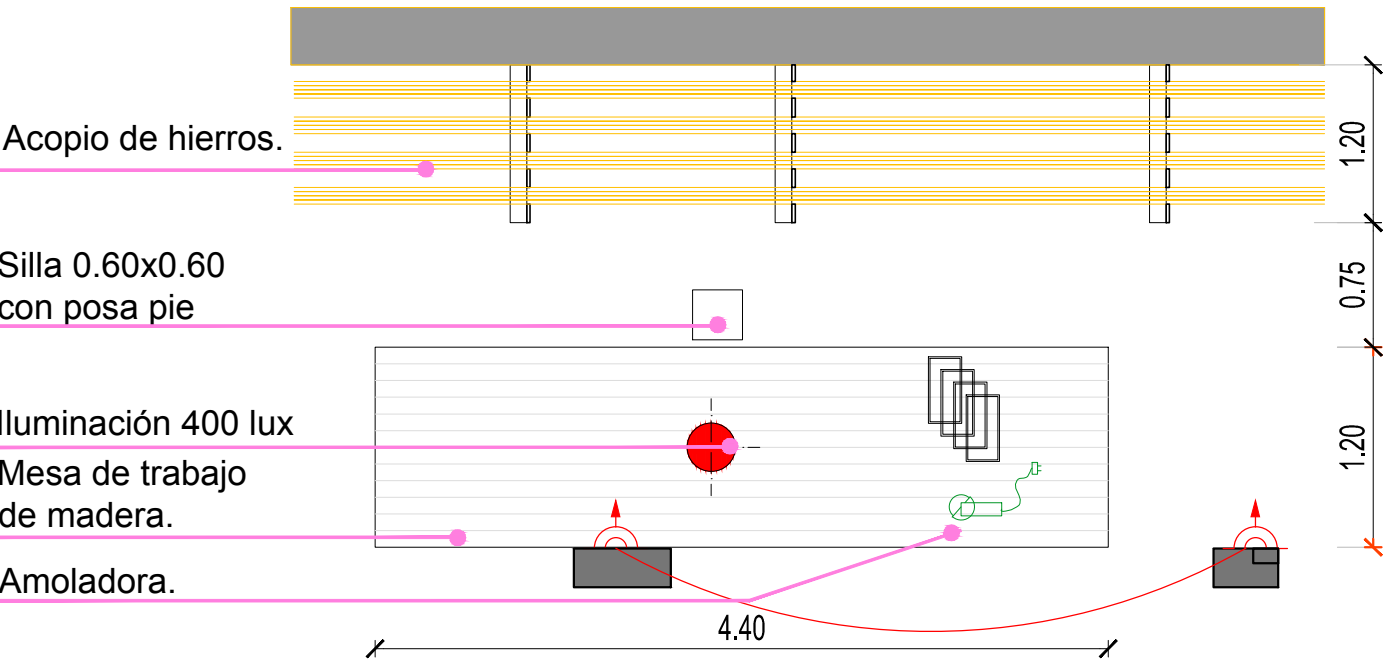 Acopio de hierros.
1.20
Silla 0.60x0.60
con posa pie
0.75
Iluminación 400 lux
1.20
Mesa de trabajo
de madera.
Amoladora.
4.40